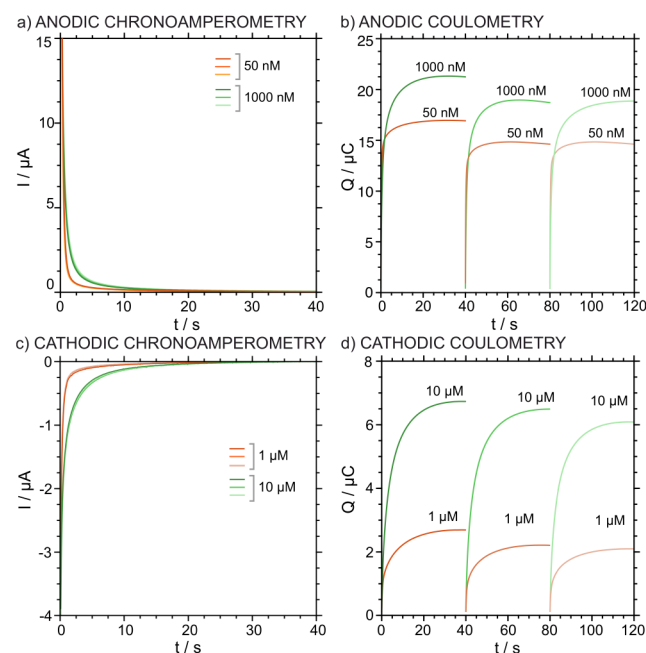 a) ANODIC CHRONOAMPEROMETRY
b) ANODIC COULOMETRY
15
10
5
0
I / µA
50 nM
1000 nM
0 10 20 30 40
t / s
25
20
15
10
5
0
Q / µC
1000 nM
50 nM
1000 nM
50 nM
1000 nM
50 nM
0 20 40 60 80 100 120
t / s
c) CATHODIC CHRONOAMPEROMETRY
d) CATHODIC COULOMETRY
0
-1
-2
-3
-4
I / µA
1 µM
10 µM
0 10 20 30 40
t / s
8
6
4
2
0
Q / µC
10 µM
1 µM
10 µM
1 µM
10 µM
1 µM
0 20 40 60 80 100 120
t / s